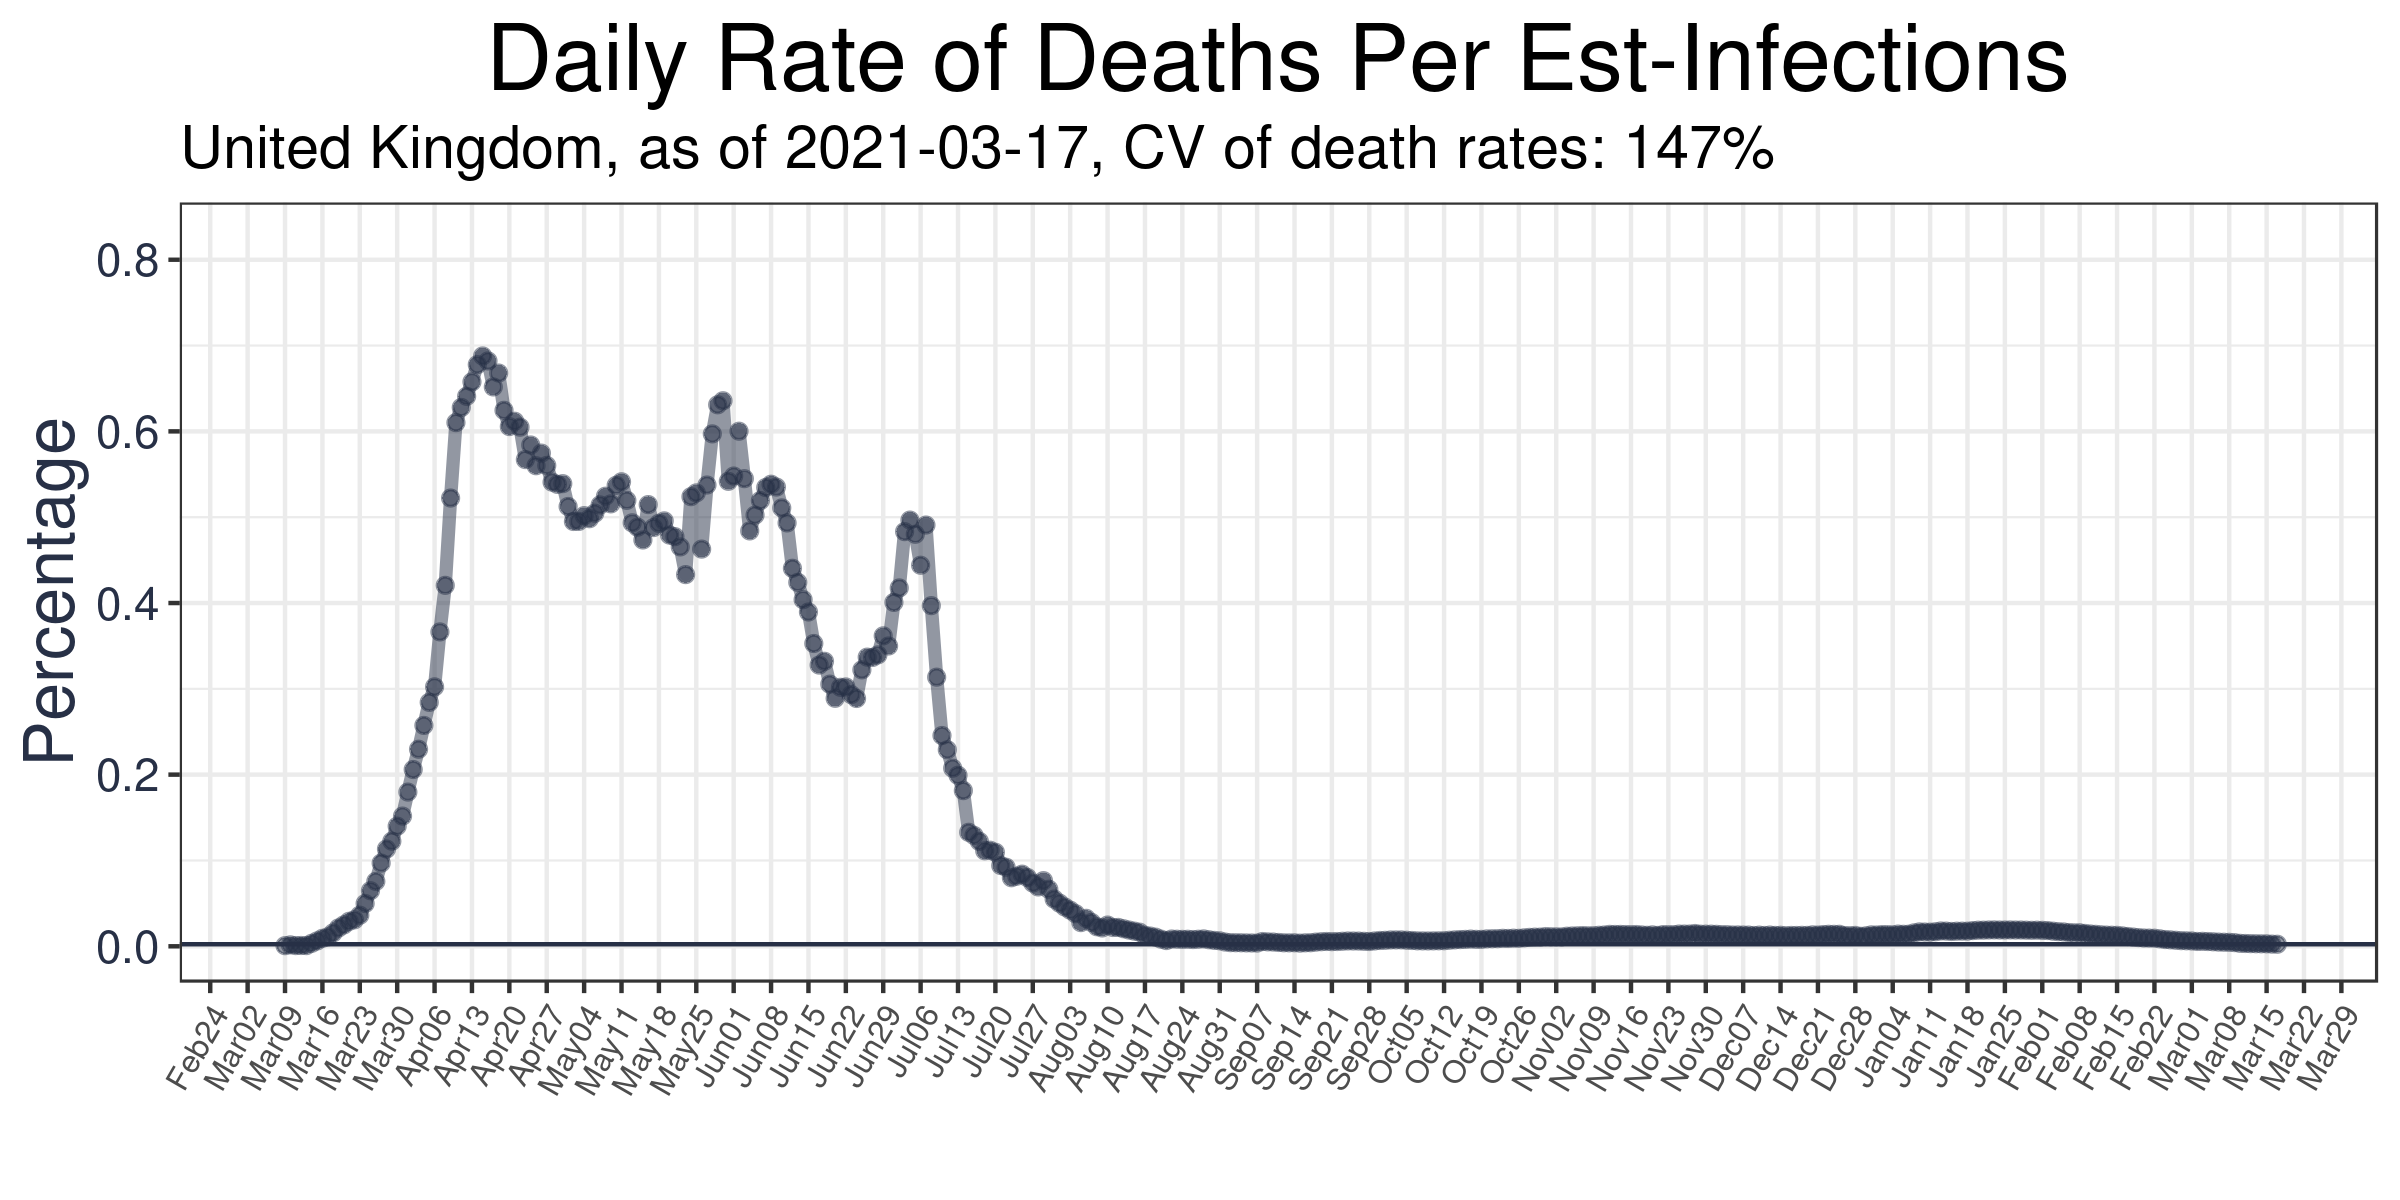 Daily Rate of Deaths Per Est-Infections
United Kingdom, as of 2021-03-17, CV of death rates: 147%
Percentage
0.8
0.6
0.4
0.2
0.0
Feb24
Mar02
Mar09
Mar16
Mar23
Mar30
Apr06
Apr13
Apr20
Apr27
May04
May11
May18
May25
Jun01
Jun08
Jun15
Jun22
Jun29
Jul06
Jul13
Jul20
Jul27
Aug03
Aug10
Aug17
Aug24
Aug31
Sep07
Sep14
Sep21
Sep28
Oct05
Oct12
Oct19
Oct26
Nov02
Nov09
Nov16
Nov23
Nov30
Dec07
Dec14
Dec21
Dec28
Jan04
Jan11
Jan18
Jan25
Feb01
Feb08
Feb15
Feb22
Mar01
Mar08
Mar15
Mar22
Mar29